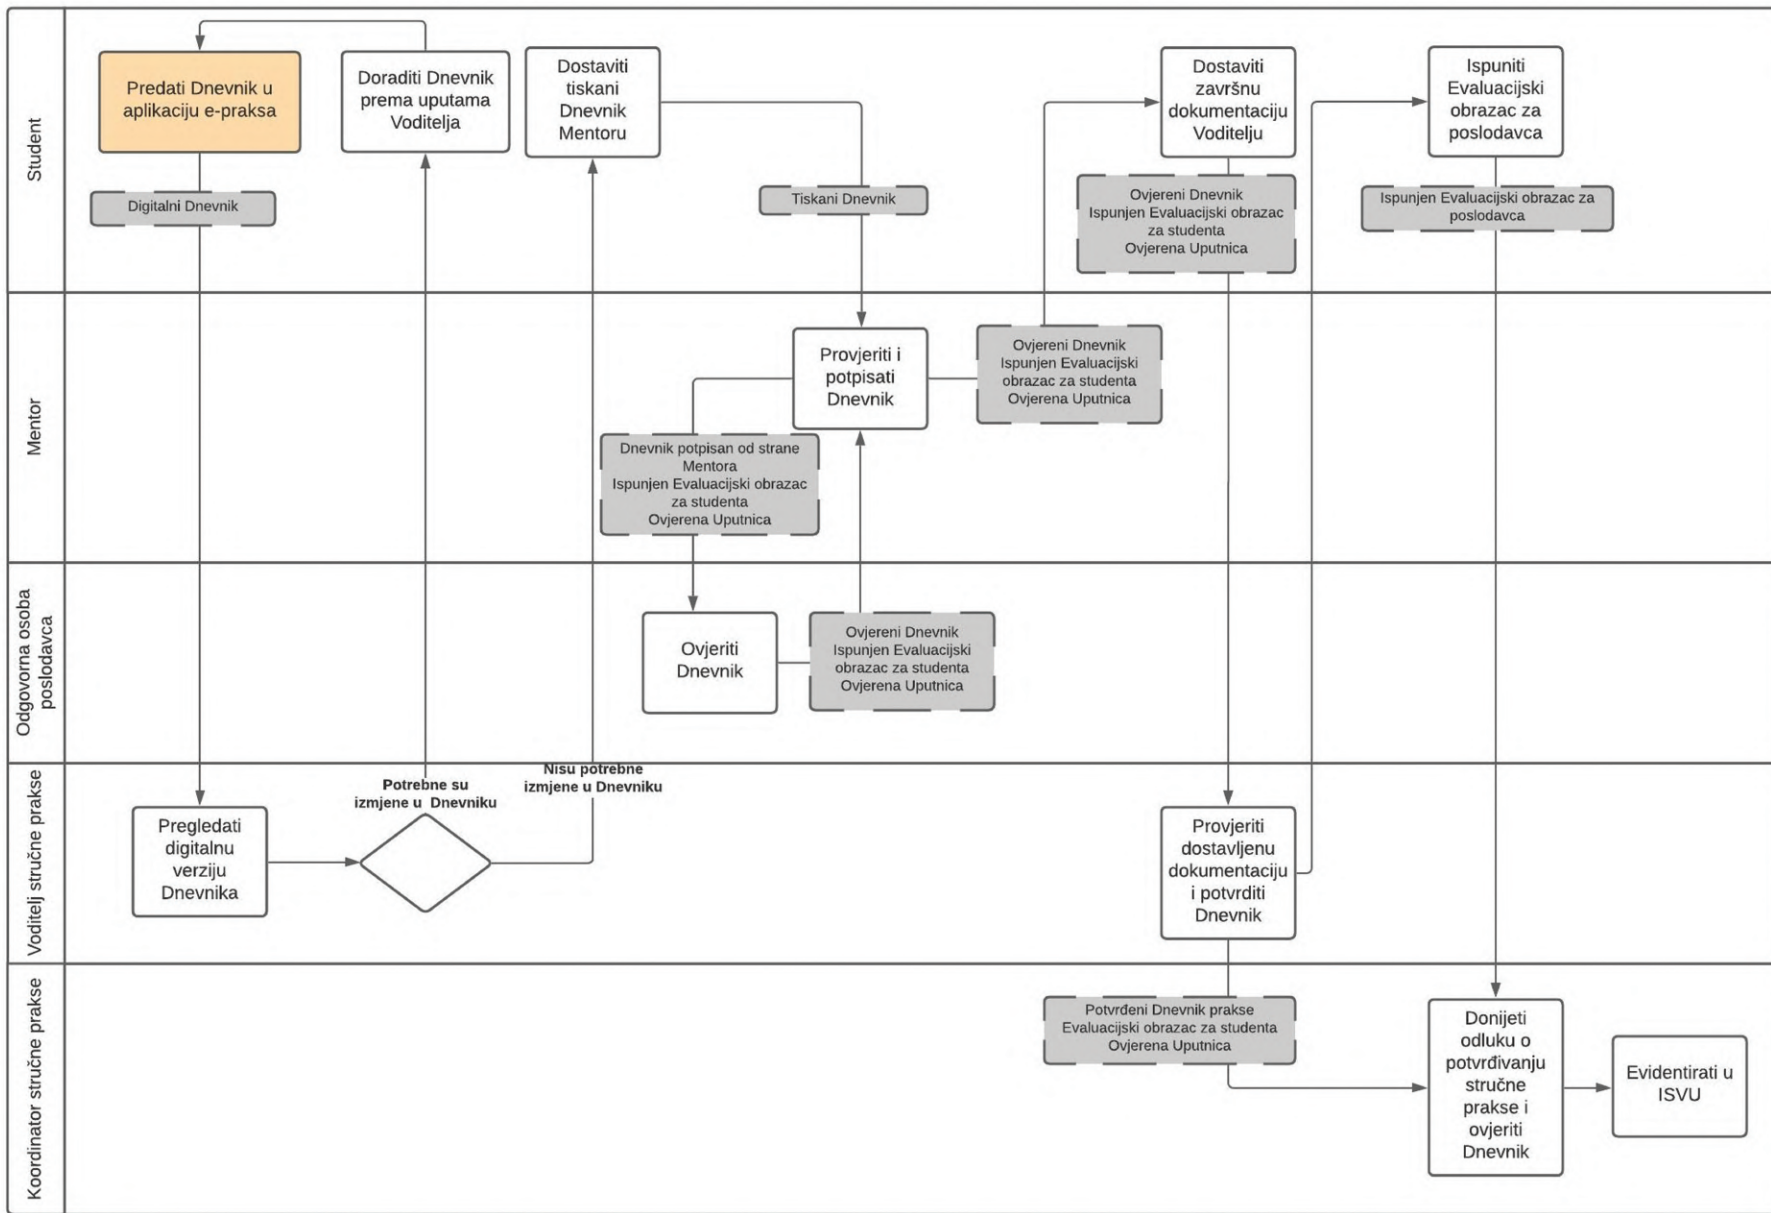 Student
Predati Dnevnik u
aplikaciju e-praksa
Doraditi Dnevnik
prema uputama
Voditelja
Dostaviti
tiskani
Dnevnik
Mentoru
Dostaviti
završnu
dokumentaciju
Voditelju
Ispuniti
Evaluacijski
obrazac za
poslodavca
Digitalni Dnevnik
Tiskani Dnevnik
Ovjereni Dnevnik
Ispunjen Evaluacijski obrazac
za studenta
Ovjerena Uputnica
Ispunjen Evaluacijski obrazac za
poslodavca
Mentor
Provjeriti i
potpisati
Dnevnik
Ovjereni Dnevnik
Ispunjen Evaluacijski
obrazac za studenta
Ovjerena Uputnica
Dnevnik potpisan od strane
Mentora
Ispunjen Evaluacijski obrazac
za studenta
Ovjerena Uputnica
Odgovorna osoba
poslodavca
Ovjeriti
Dnevnik
Ovjereni Dnevnik
Ispunjen Evaluacijski
obrazac za studenta
Ovjerena Uputnica
Voditelj stručne prakse
Pregledati
digitalnu
verziju
Dnevnika
Potrebne su
izmjene u Dnevniku
Nisu potrebne
izmjene u Dnevniku
Provjeriti
dostavljenu
dokumentaciju
i potvrditi
Dnevnik
Koordinator stručne prakse
Potvrđeni Dnevnik prakse
Evaluacijski obrazac za studenta
Ovjerena Uputnica
Donijeti
odluku o
potvrđivanju
stručne
prakse i
ovjeriti
Dnevnik
Evidentirati u
ISVU